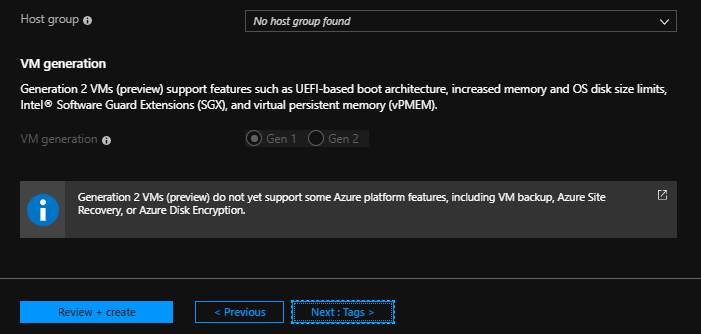 Host group
No host group found
VM generation
Generation 2 VMs (preview) support features such as UEFI-based boot architecture, increased memory and OS disk size limits,
Intel® Software Guard Extensions (SGX), and virtual persistent memory (vPMEM).
VM generation Gen 1 Gen 2
Generation 2 VMs (preview) do not yet support some Azure platform features, including VM backup, Azure Site
Recovery, or Azure Disk Encryption.
Review + create < Previous Next : Tags >